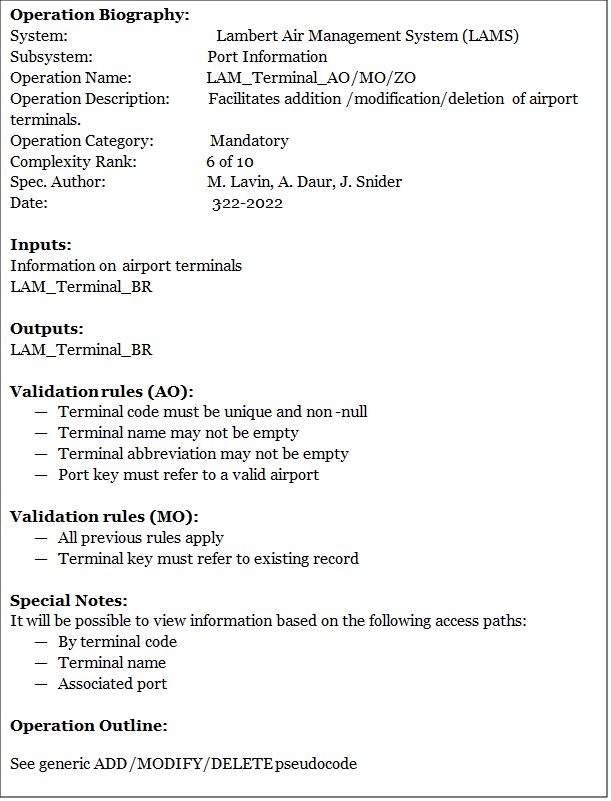 Operation Biography:
System: Lambert Air Management System (LAMS)
Subsystem: Port Information
Operation Name: LAM_Terminal_AO/MO/ZO
Operation Description: Facilitates addition /modification/deletion of airport
terminals.
Operation Category: Mandatory
Complexity Rank: 6 of 10
Spec. Author: M. Lavin, A. Daur, J. Snider
Date: 322-2022
Inputs:
Information on airport terminals
LAM_Terminal_BR
Outputs:
LAM_Terminal_BR
Validation rules (AO):
— Terminal code must be unique and non-null
— Terminal name may not be empty
— Terminal abbreviation may not be empty
— Port key must refer to a valid airport
Validation rules (MO):
— All previous rules apply
— Terminal key must refer to existing record
Special Notes:
It will be possible to view information based on the following access paths:
— By terminal code
— Terminal name
— Associated port
Operation Outline:
See generic ADD/MODIFY/DELETE pseudocode